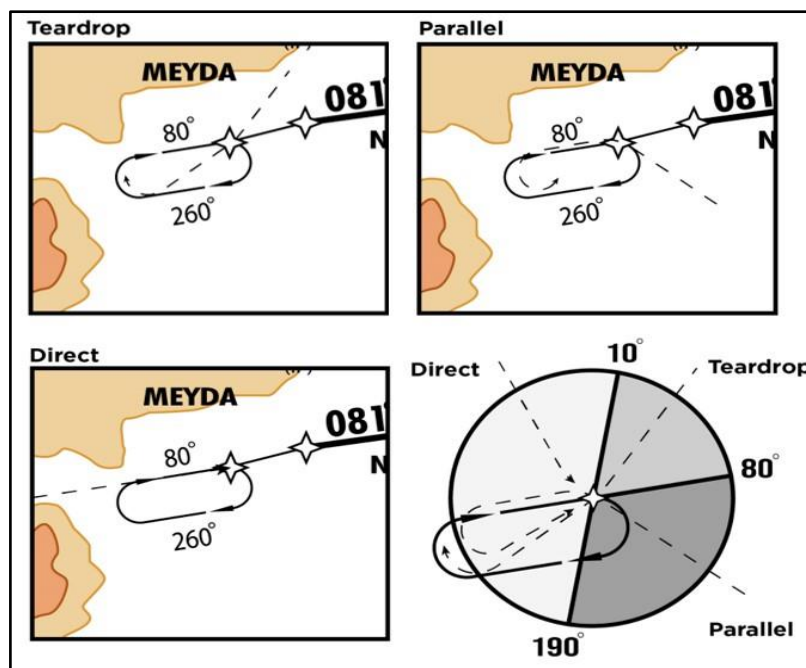 Teardrop
MEYDA
081
80°
N
260°
Parallel
MEYDA
081
80°
N
260°
Direct
MEYDA
081
80°
N
260°
10°
Direct
Teardrop
80°
190°
Parallel